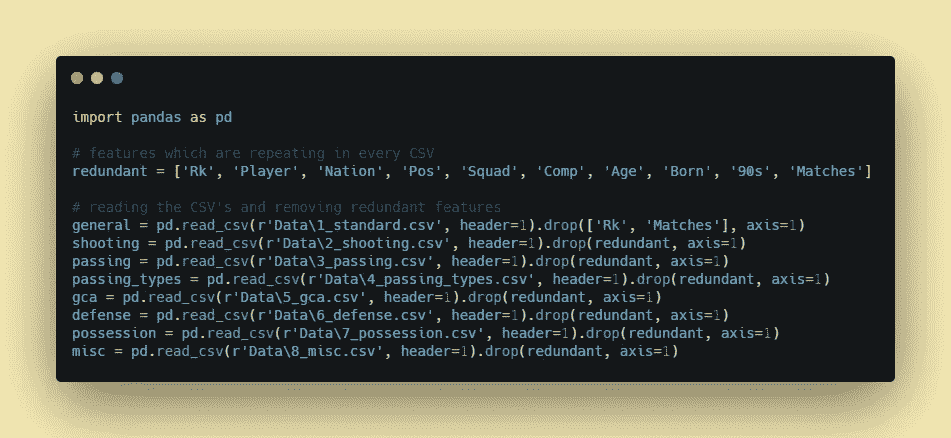 import pandas as pd
# features which are repeating in every CSV
redundant = ['Rk', 'Player', 'Nation', 'Pos', 'Squad', 'Comp', 'Age', 'Born', '90s', 'Matches']
# reading the CSV's and removing redundant features
general = pd.read_csv(r'Data\1_standard.csv', header=1).drop(['Rk', 'Matches'], axis=1)
shooting = pd.read_csv(r'Data\2_shooting.csv', header=1).drop(redundant, axis=1)
passing = pd.read_csv(r'Data\3_passing.csv', header=1).drop(redundant, axis=1)
passing_types = pd.read_csv(r'Data\4_passing_types.csv', header=1).drop(redundant, axis=1)
gca = pd.read_csv(r'Data\5_gca.csv', header=1).drop(redundant, axis=1)
defense = pd.read_csv(r'Data\6_defense.csv', header=1).drop(redundant, axis=1)
possession = pd.read_csv(r'Data\7_possession.csv', header=1).drop(redundant, axis=1)
misc = pd.read_csv(r'Data\8_misc.csv', header=1).drop(redundant, axis=1)